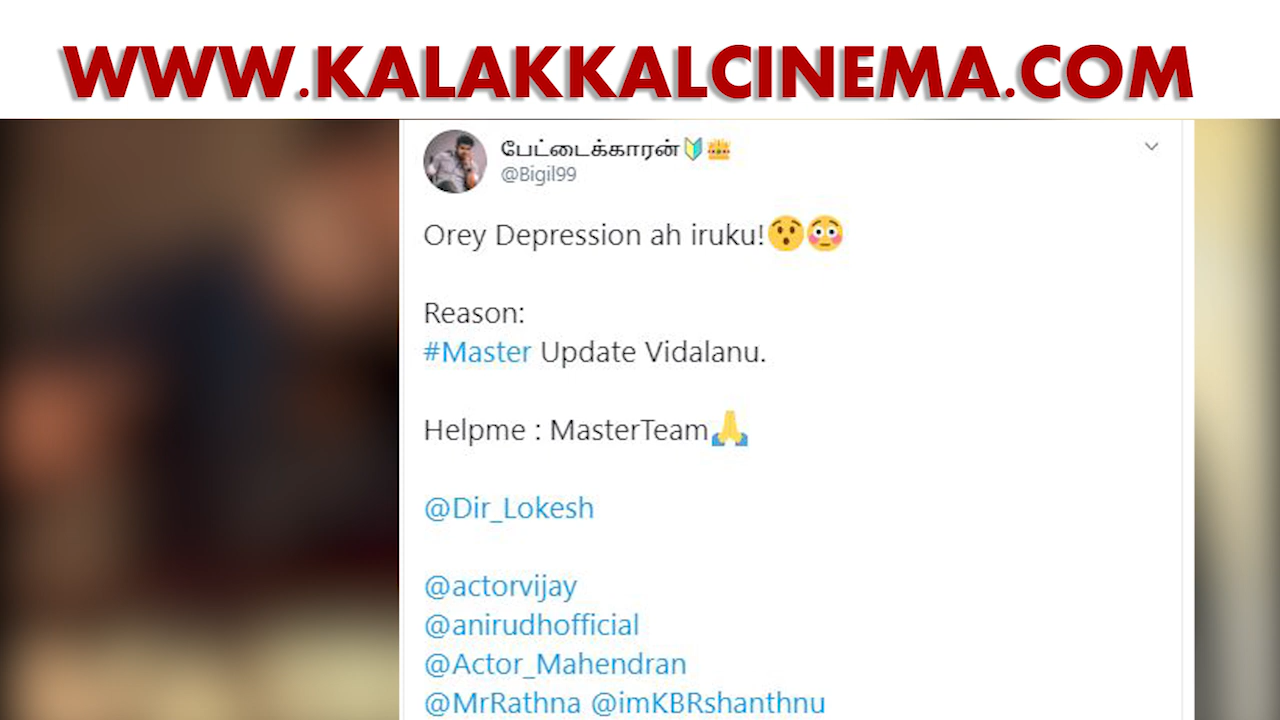 WWW.KALAKKALCINEMA.COM
பேட்டைக்காரன்🔰👑
@Bigil99
Orey Depression ah iruku!😯😳
Reason:
#Master Update Vidalanu.
Helpme : MasterTeam🙏
@Dir_Lokesh
@actorvijay
@anirudhofficial
@Actor_Mahendran
@MrRathna @imKBRshanthnu